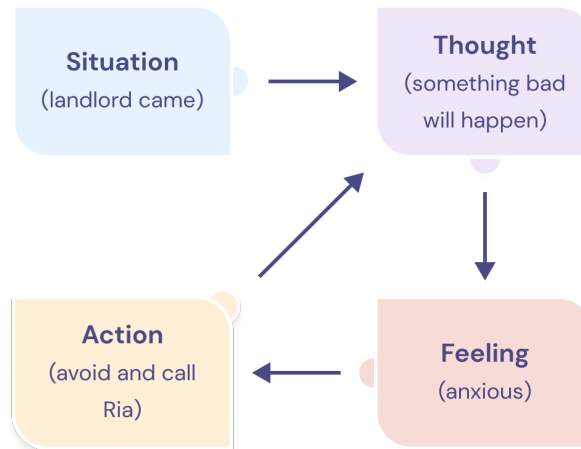 Situation
(landlord came)
Thought
(something bad
will happen)
Action
(avoid and call
Ria)
Feeling
(anxious)